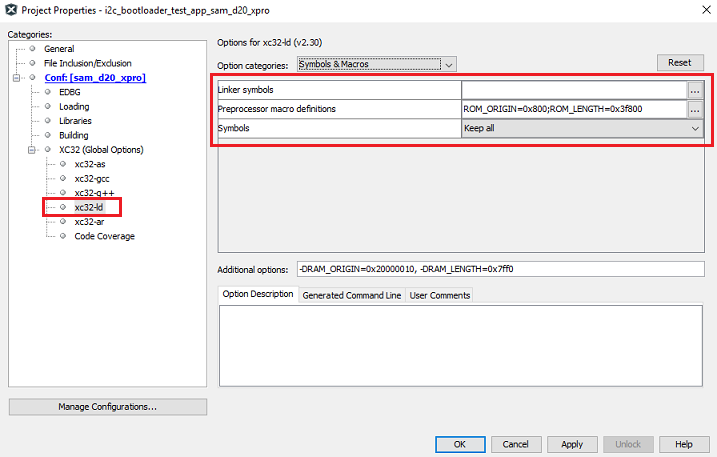 Project Properties - i2c_bootloader_test_app_sam_d20_xpro
Categories:
General
File Inclusion/Exclusion
Conf: [sam_d20_xpro]
EDBG
Loading
Libraries
Building
XC32 (Global Options)
xc32-as
xc32-gcc
xc32-g++
xc32-ld
xc32-ar
Code Coverage
Manage Configurations...
Options for xc32-ld (v2.30)
Option categories: Symbols & Macros Reset
Linker symbols ...
Preprocessor macro definitions ROM_ORIGIN=0x800;ROM_LENGTH=0x3f800 ...
Symbols Keep all
Additional options: -DRAM_ORIGIN=0x20000010, -DRAM_LENGTH=0x7ff0
Option Description Generated Command Line User Comments
OK Cancel Apply Unlock Help